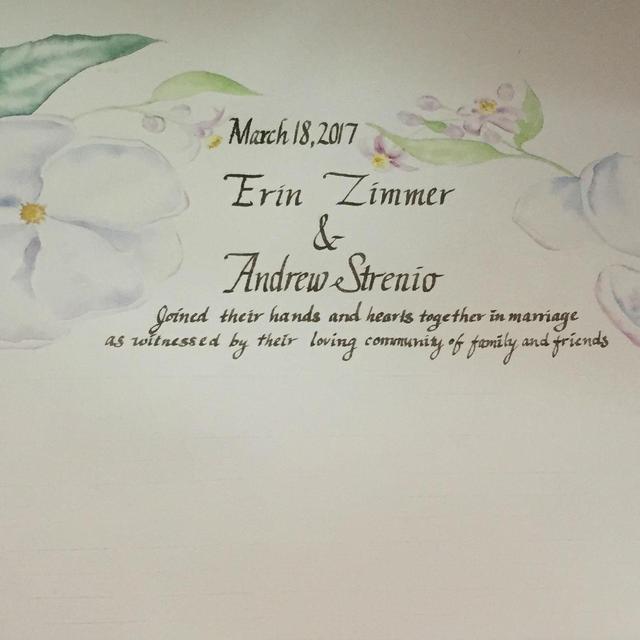 March 18, 2017
Erin Zimmer
&
Andrew Strenio
Joined their hands and hearts together in marriage
as witnessed by their loving community of family and friends